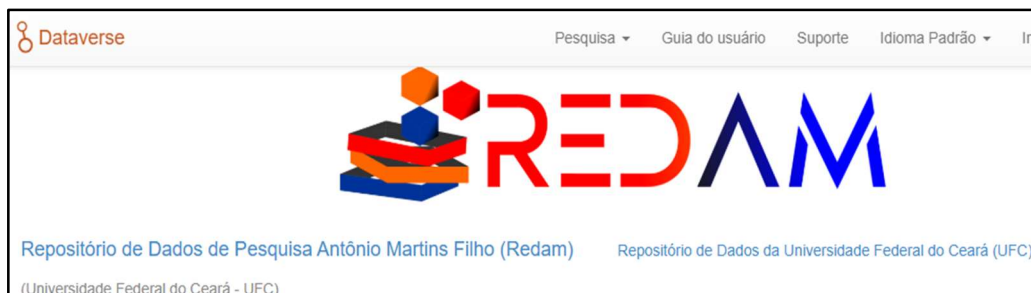 Dataverse Pesquisa Guia do usuário Suporte Idioma Padrão
REDAM
Repositório de Dados de Pesquisa Antônio Martins Filho (Redam) Repositório de Dados da Universidade Federal do Ceará (UFC)
(Universidade Federal do Ceará - UFC)